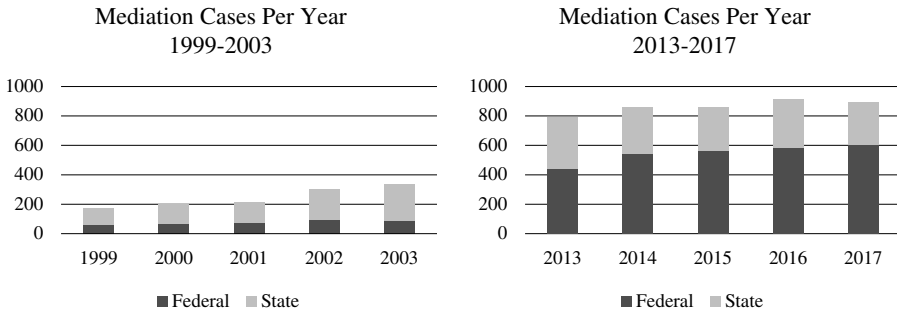 Mediation Cases Per Year
1999-2003
1000
800
600
400
200
0
1999 2000 2001 2002 2003
Federal State
Mediation Cases Per Year
2013-2017
1000
800
600
400
200
0
2013 2014 2015 2016 2017
Federal State